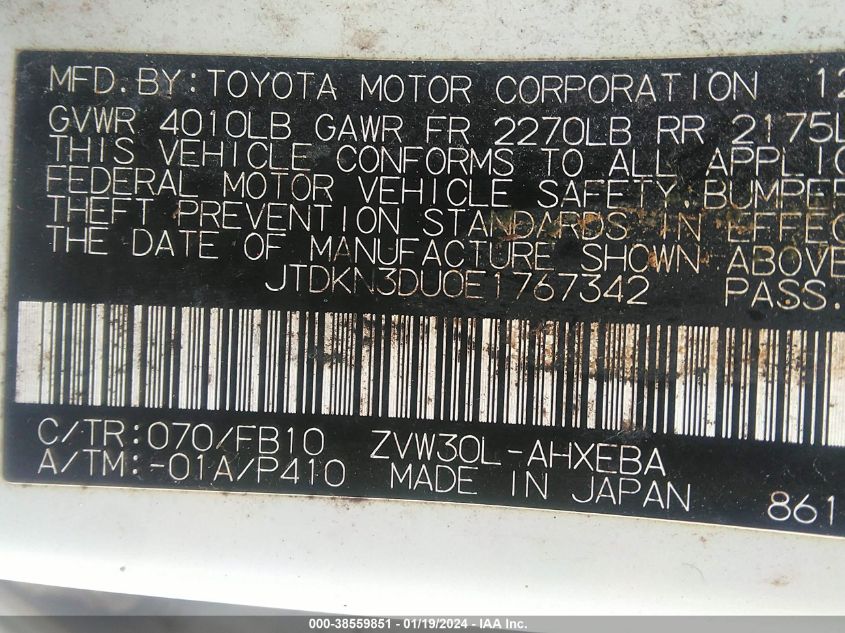 MFD. BY: TOYOTA MOTOR CORPORATION 12
GVWR 4010LB GAWR FR 2270LB RR 2175L
THIS VEHICLE CONFORMS TO ALL APPLIC
FEDERAL MOTOR VEHICLE SAFETY, BUMPER
THEFT PREVENTION STANDARDS IN EFFEC
THE DATE OF MANUFACTURE SHOWN ABOVE
JTDKN3DU0E1767342 PASS.
C/TR: 070/FB10 ZVW30L-AHXEBA
A/TM: -01A/P410 MADE IN JAPAN 861
000-38559851 - 01/19/2024 - IAA Inc.